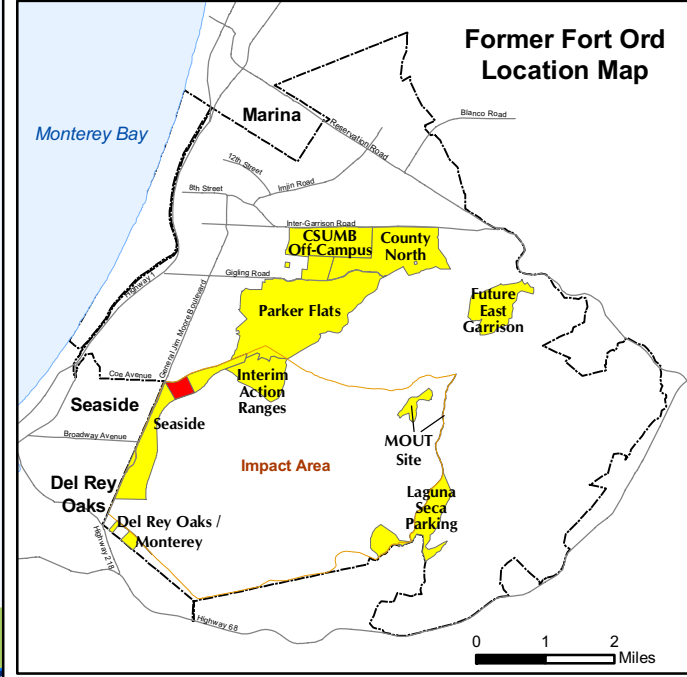 Former Fort Ord
Location Map
Monterey Bay
Marina
Reservation Road
Blanco Road
12th Street
Imjin Road
8th Street
Inter-Garrison Road
CSUMB
Off-Campus
County
North
Gigling Road
Highway 1
General Jim Moore Boulevard
Parker Flats
Future
East
Garrison
Coe Avenue
Interim
Action
Ranges
Seaside
Seaside
Broadway Avenue
MOUT
Site
Impact Area
Del Rey
Oaks
Laguna
Seca
Parking
Del Rey Oaks /
Monterey
Highway 218
Highway 68
0 1 2
Miles